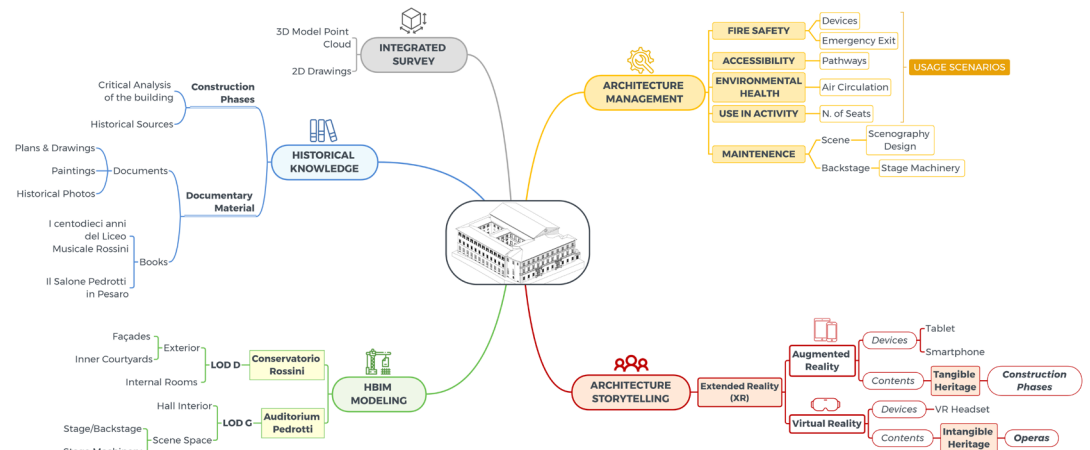 3D Model Point
Cloud
2D Drawings
INTEGRATED
SURVEY
Critical Analysis
of the building
Historical Sources
Construction
Phases
Plans & Drawings
Paintings
Historical Photos
Documents
I centodieci anni
del Liceo
Musicale Rossini
Il Salone Pedrotti
in Pesaro
Books
Documentary
Material
HISTORICAL
KNOWLEDGE
Façades
Inner Courtyards
Exterior
Internal Rooms
LOD D
Conservatorio
Rossini
Hall Interior
Stage/Backstage
Scene Space
LOD G
Auditorium
Pedrotti
HBIM
MODELING
ARCHITECTURE
MANAGEMENT
FIRE SAFETY
Devices
Emergency Exit
ACCESSIBILITY
Pathways
ENVIRONMENTAL
HEALTH
Air Circulation
USE IN ACTIVITY
N. of Seats
USAGE SCENARIOS
MAINTENENCE
Scene
Scenography
Design
Backstage
Stage Machinery
ARCHITECTURE
STORYTELLING
Extended Reality
(XR)
Augmented
Reality
Devices
Tablet
Smartphone
Contents
Tangible
Heritage
Construction
Phases
Virtual Reality
Devices
VR Headset
Contents
Intangible
Heritage
Operas